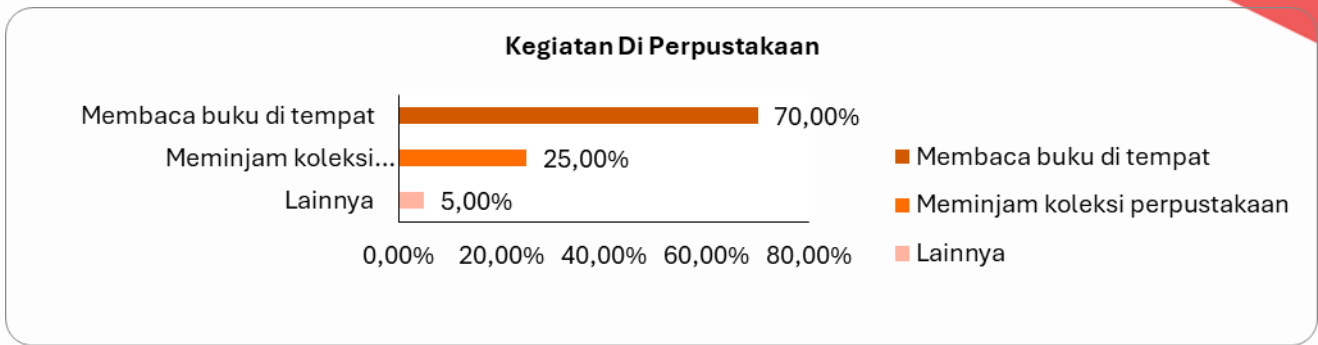 Kegiatan Di Perpustakaan
Membaca buku di tempat
70,00%
Meminjam koleksi...
25,00%
Lainnya
5,00%
0,00% 20,00% 40,00% 60,00% 80,00%
Membaca buku di tempat
Meminjam koleksi perpustakaan
Lainnya